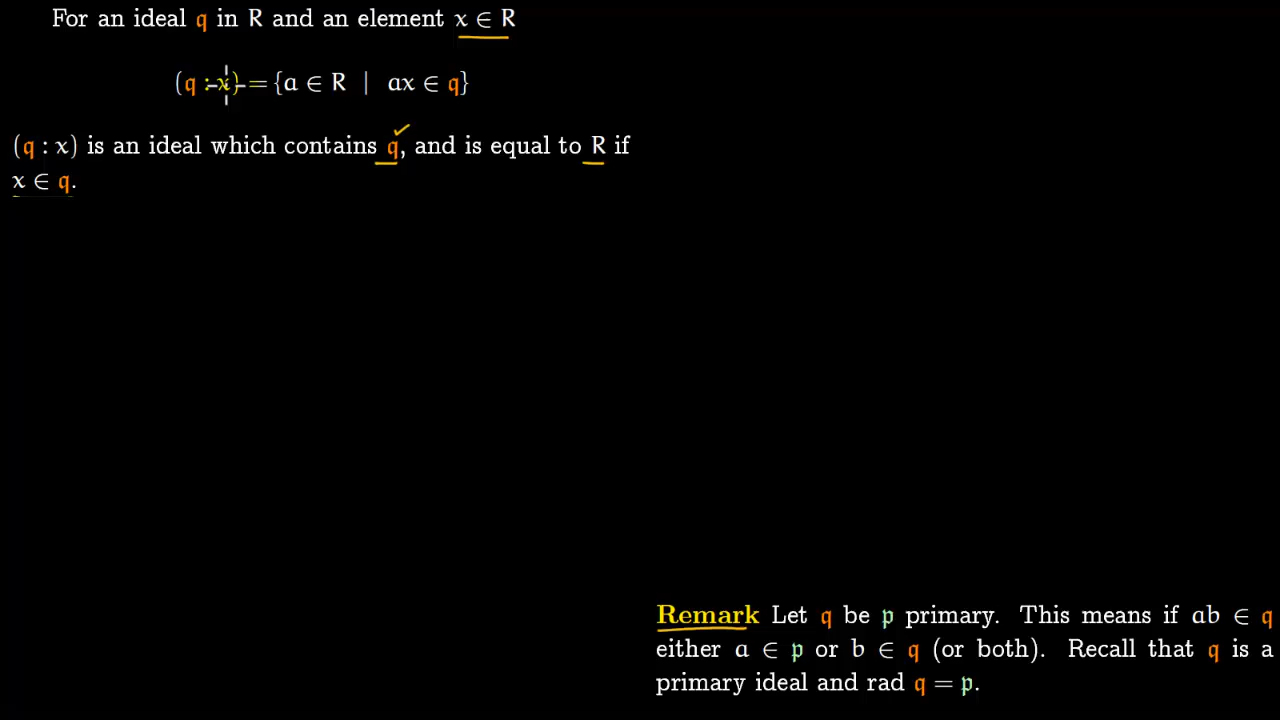 For an ideal 𝔮 in R and an element x ∈ R
(𝔮 : x) = {a ∈ R | ax ∈ 𝔮}
(𝔮 : x) is an ideal which contains 𝔮, and is equal to R if
x ∈ 𝔮.
Remark Let 𝔮 be 𝔭 primary. This means if ab ∈ 𝔮
either a ∈ 𝔭 or b ∈ 𝔮 (or both). Recall that 𝔮 is a
primary ideal and rad 𝔮 = 𝔭.